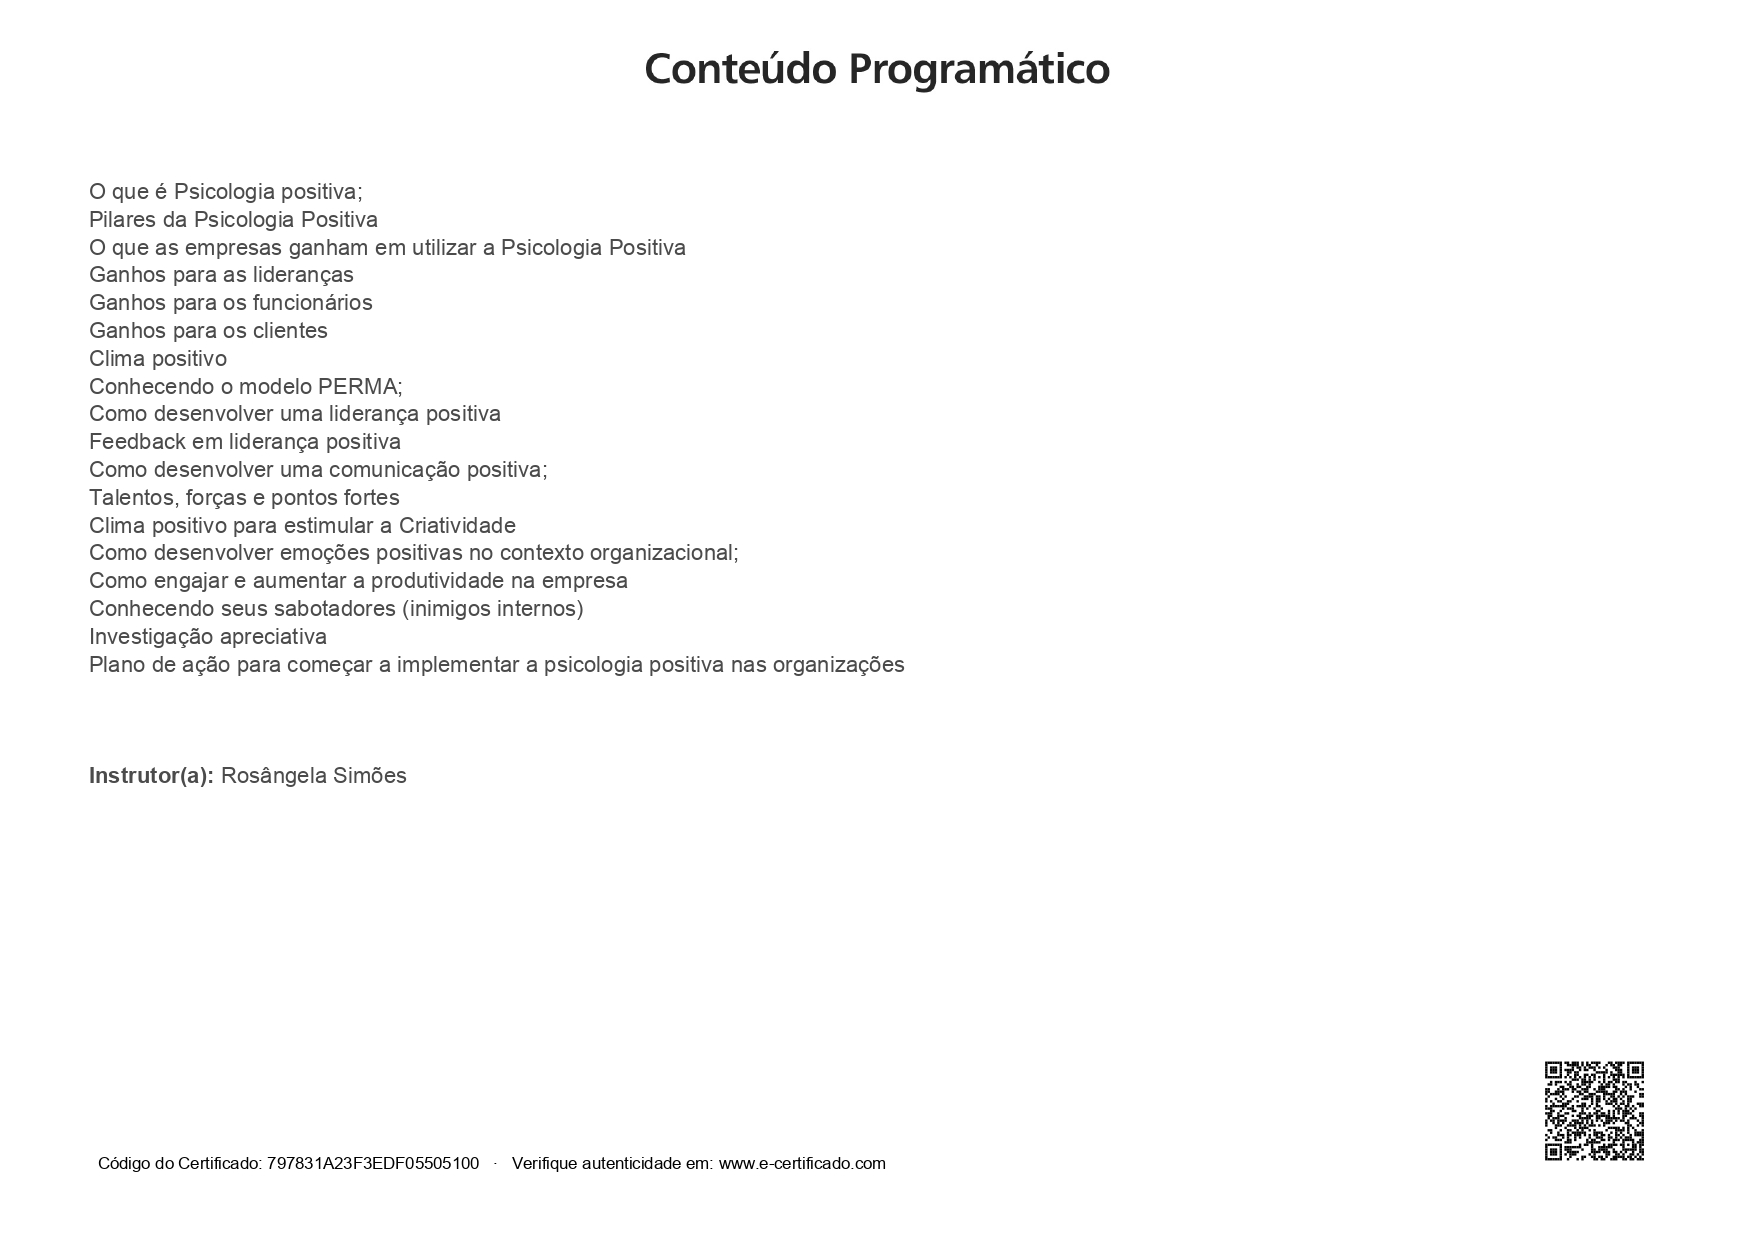 Conteúdo Programático
O que é Psicologia positiva;
Pilares da Psicologia Positiva
O que as empresas ganham em utilizar a Psicologia Positiva
Ganhos para as lideranças
Ganhos para os funcionários
Ganhos para os clientes
Clima positivo
Conhecendo o modelo PERMA;
Como desenvolver uma liderança positiva
Feedback em liderança positiva
Como desenvolver uma comunicação positiva;
Talentos, forças e pontos fortes
Clima positivo para estimular a Criatividade
Como desenvolver emoções positivas no contexto organizacional;
Como engajar e aumentar a produtividade na empresa
Conhecendo seus sabotadores (inimigos internos)
Investigação apreciativa
Plano de ação para começar a implementar a psicologia positiva nas organizações
Instrutor(a): Rosângela Simões
Código do Certificado: 797831A23F3EDF05505100 · Verifique autenticidade em: www.e-certificado.com